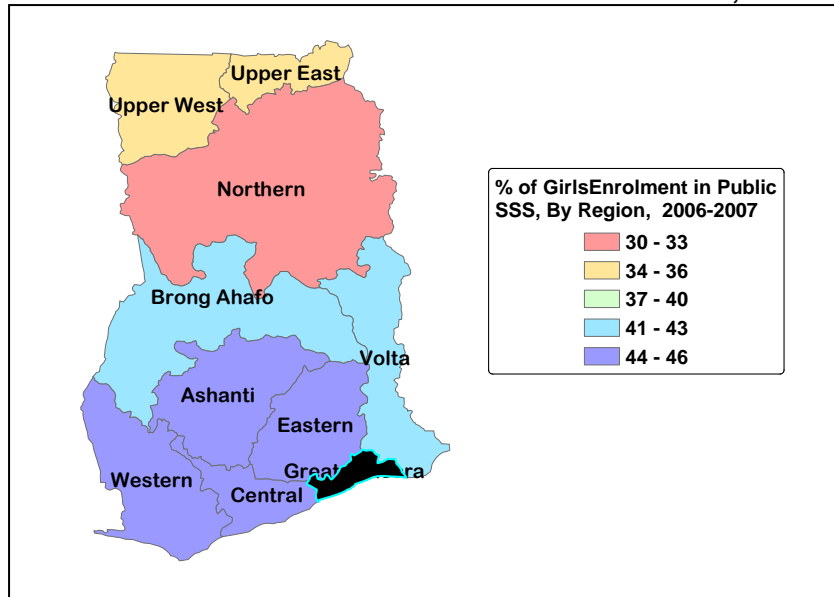 Upper East
Upper West
Northern
Brong Ahafo
Volta
Ashanti
Eastern
Western
Central
% of GirlsEnrolment in Public
SSS, By Region, 2006-2007
30 - 33
34 - 36
37 - 40
41 - 43
44 - 46